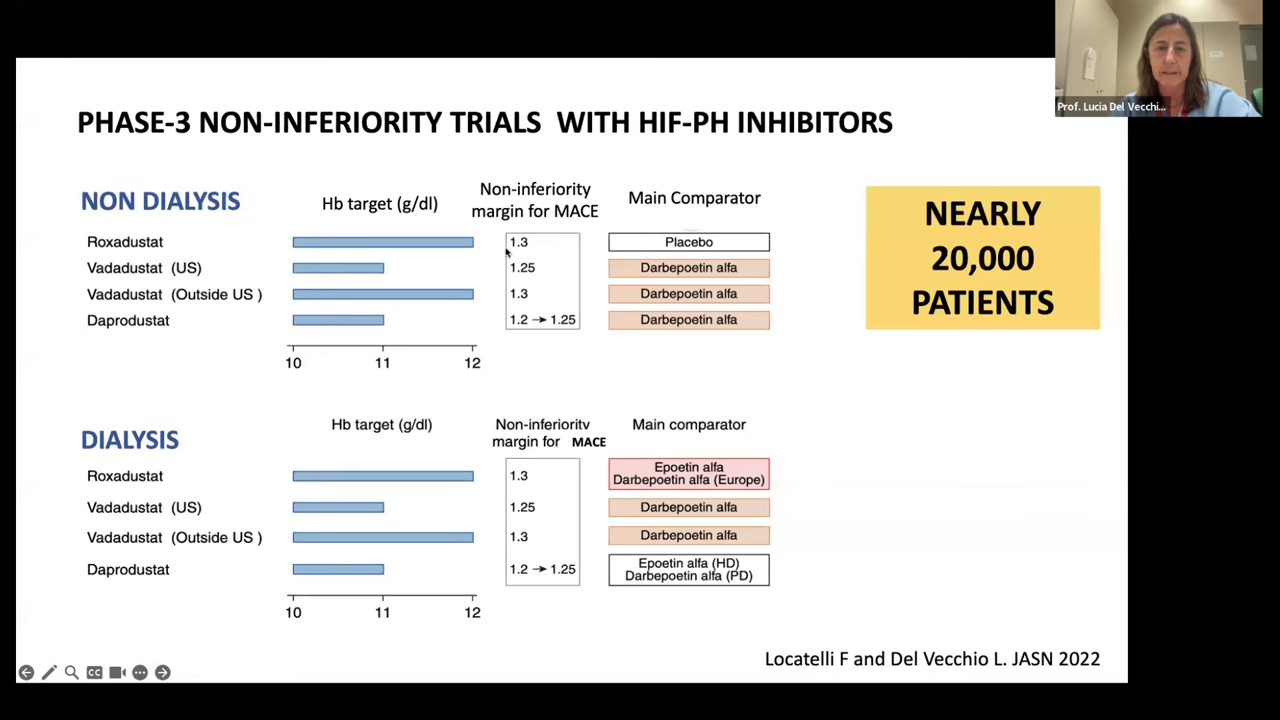 Prof. Lucia Del Vecchi...
PHASE-3 NON-INFERIORITY TRIALS WITH HIF-PH INHIBITORS
NON DIALYSIS
Hb target (g/dl)
Non-inferiority
margin for MACE
Main Comparator
Roxadustat 1.3 Placebo
Vadadustat (US) 1.25 Darbepoetin alfa
Vadadustat (Outside US ) 1.3 Darbepoetin alfa
Daprodustat 1.2 → 1.25 Darbepoetin alfa
10 11 12
NEARLY
20,000
PATIENTS
DIALYSIS
Hb target (g/dl)
Non-inferiority
margin for MACE
Main comparator
Roxadustat 1.3 Epoetin alfa
Darbepoetin alfa (Europe)
Vadadustat (US) 1.25 Darbepoetin alfa
Vadadustat (Outside US ) 1.3 Darbepoetin alfa
Daprodustat 1.2 → 1.25 Epoetin alfa (HD)
Darbepoetin alfa (PD)
10 11 12
Locatelli F and Del Vecchio L. JASN 2022
CC